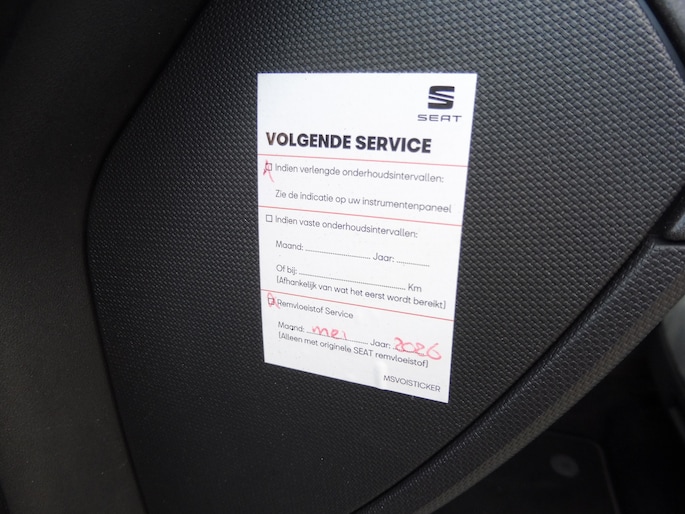 SEAT
VOLGENDE SERVICE
Indien verlengde onderhoudsintervallen:
Zie de indicatie op uw instrumentenpaneel
Indien vaste onderhoudsintervallen:
Maand: ........................ Jaar: ............
Of bij: ........................................ Km
(Afhankelijk van wat het eerst wordt bereikt)
Remvloeistof Service
Maand: mei Jaar: 2026
(Alleen met originele SEAT remvloeistof)
MSVOISTICKER